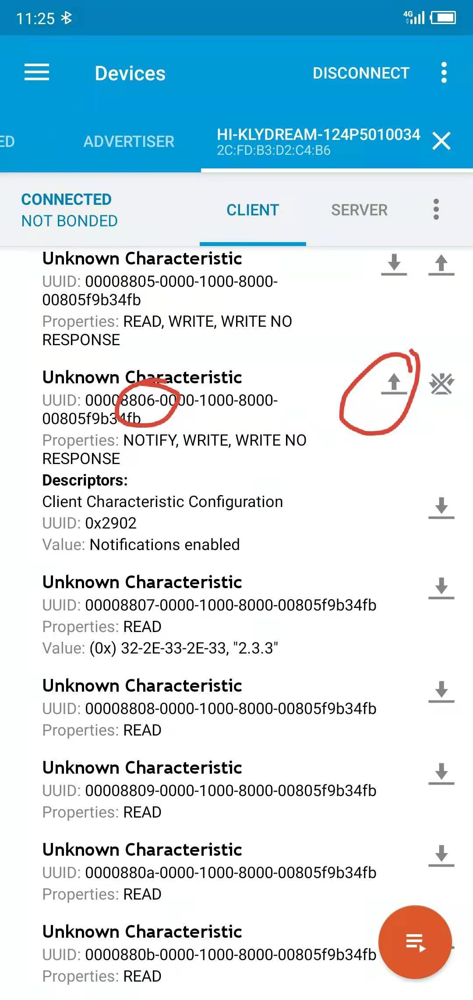 11:25
4G
Devices
DISCONNECT
ED
ADVERTISER
HI-KLYDREAM-124P5010034
2C:FD:B3:D2:C4:B6
CONNECTED
NOT BONDED
CLIENT
SERVER
Unknown Characteristic
UUID: 00008805-0000-1000-8000-
00805f9b34fb
Properties: READ, WRITE, WRITE NO
RESPONSE
Unknown Characteristic
UUID: 00008806-0000-1000-8000-
00805f9b34fb
Properties: NOTIFY, WRITE, WRITE NO
RESPONSE
Descriptors:
Client Characteristic Configuration
UUID: 0x2902
Value: Notifications enabled
Unknown Characteristic
UUID: 00008807-0000-1000-8000-00805f9b34fb
Properties: READ
Value: (0x) 32-2E-33-2E-33, "2.3.3"
Unknown Characteristic
UUID: 00008808-0000-1000-8000-00805f9b34fb
Properties: READ
Unknown Characteristic
UUID: 00008809-0000-1000-8000-00805f9b34fb
Properties: READ
Unknown Characteristic
UUID: 0000880a-0000-1000-8000-00805f9b34fb
Properties: READ
Unknown Characteristic
UUID: 0000880b-0000-1000-8000-00805f9b34fb
Properties: READ